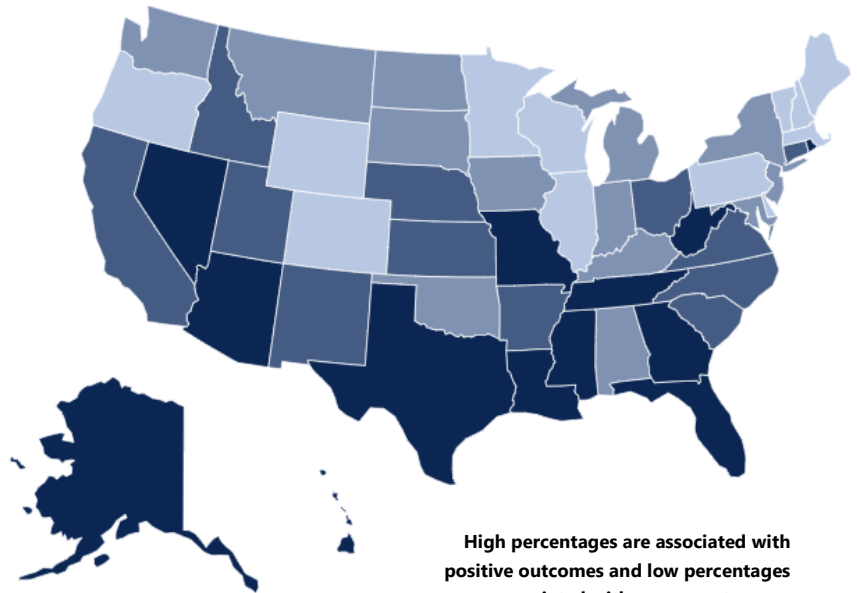 High percentages are associated with
positive outcomes and low percentages